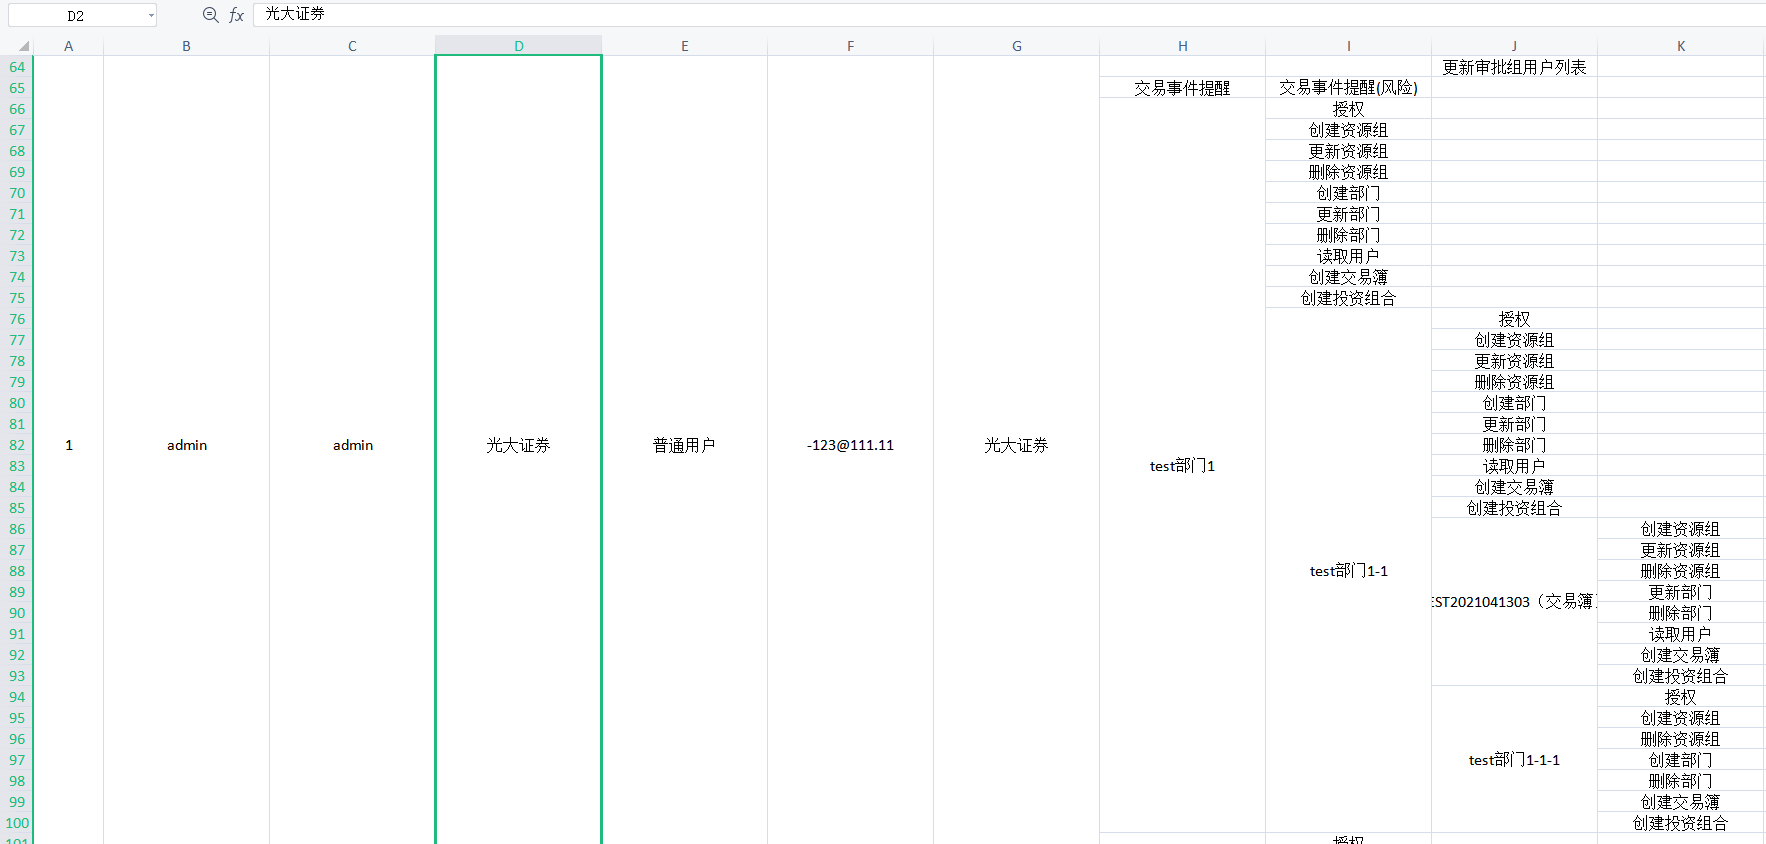 D2 fx 光大证券
A B C D E F G H I J K
64 更新审批组用户列表
65 交易事件提醒 交易事件提醒(风险)
66 授权
67 创建资源组
68 更新资源组
69 删除资源组
70 创建部门
71 更新部门
72 删除部门
73 读取用户
74 创建交易簿
75 创建投资组合
76 授权
77 创建资源组
78 更新资源组
79 删除资源组
80 创建部门
81 更新部门
82 1 admin admin 光大证券 普通用户 -123@111.11 光大证券 删除部门
83 test部门1 读取用户
84 创建交易簿
85 创建投资组合
86 创建资源组
87 更新资源组
88 test部门1-1 删除资源组
89 更新部门
EST2021041303（交易簿）
90 删除部门
91 读取用户
92 创建交易簿
93 创建投资组合
94 授权
95 创建资源组
96 删除资源组
97 test部门1-1-1 创建部门
98 删除部门
99 创建交易簿
100 创建投资组合
101 授权